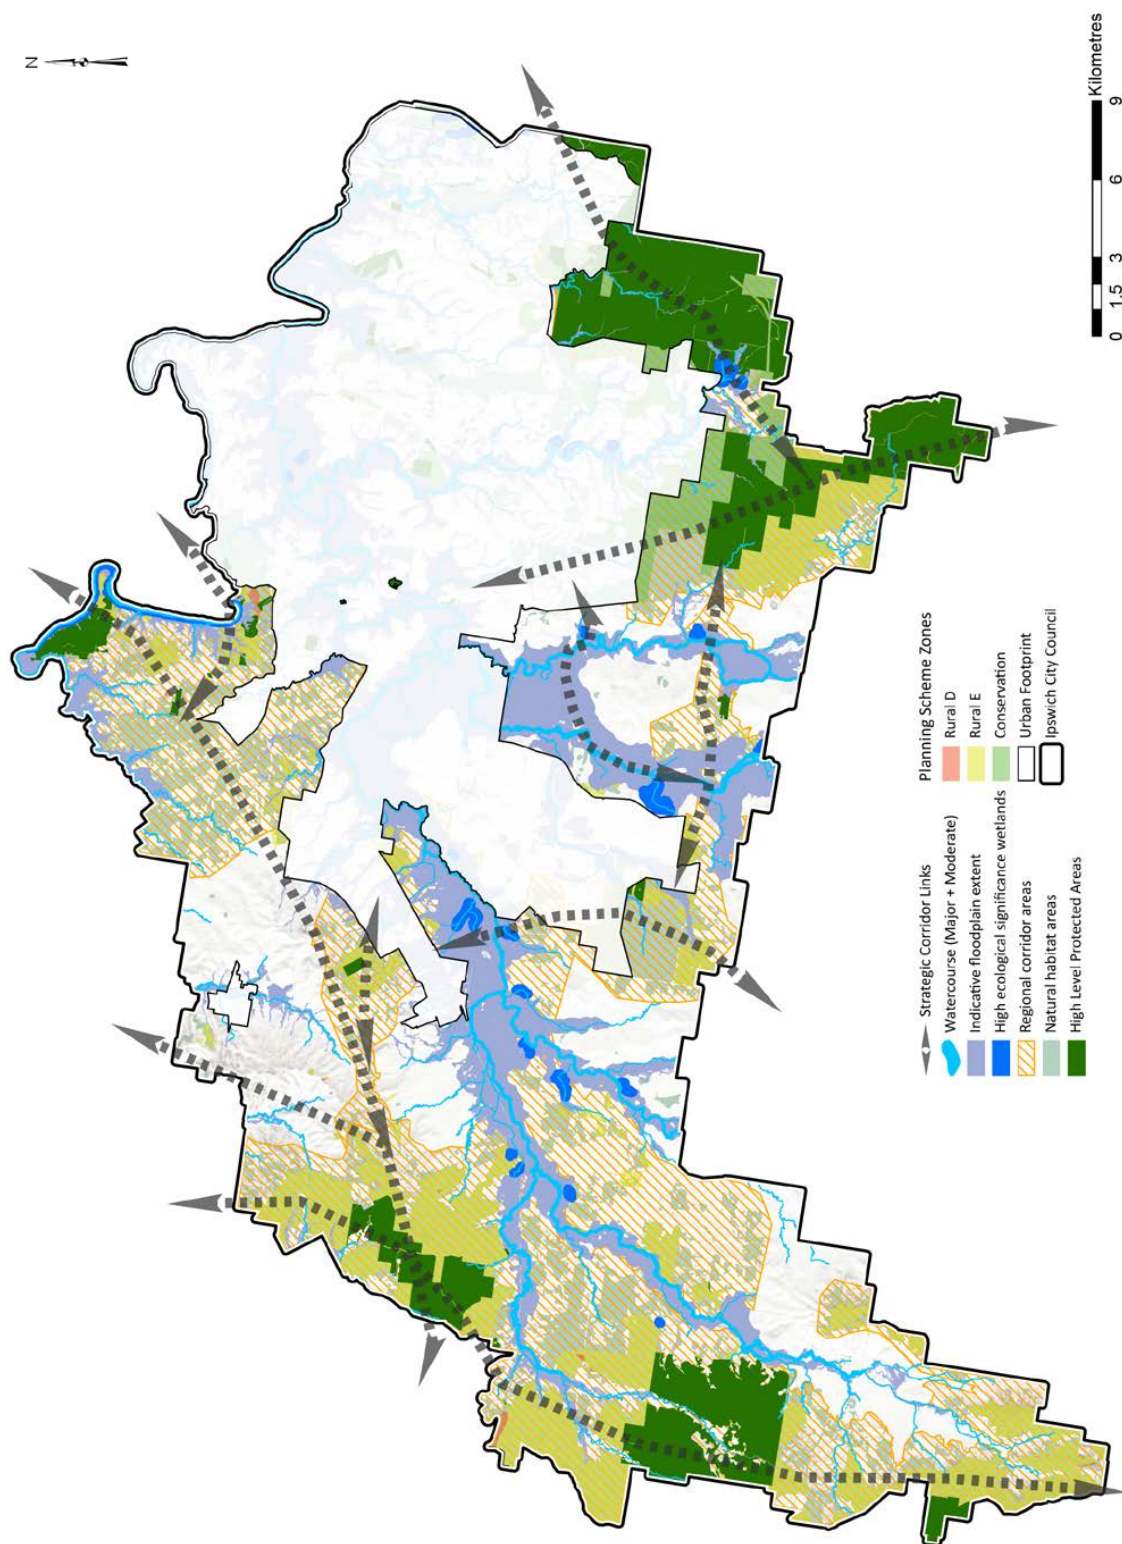 N
Kilometres
0 1.5 3 6 9
Strategic Corridor Links
Watercourse (Major + Moderate)
Indicative floodplain extent
High ecological significance wetlands
Regional corridor areas
Natural habitat areas
High Level Protected Areas
Planning Scheme Zones
Rural D
Rural E
Conservation
Urban Footprint
Ipswich City Council